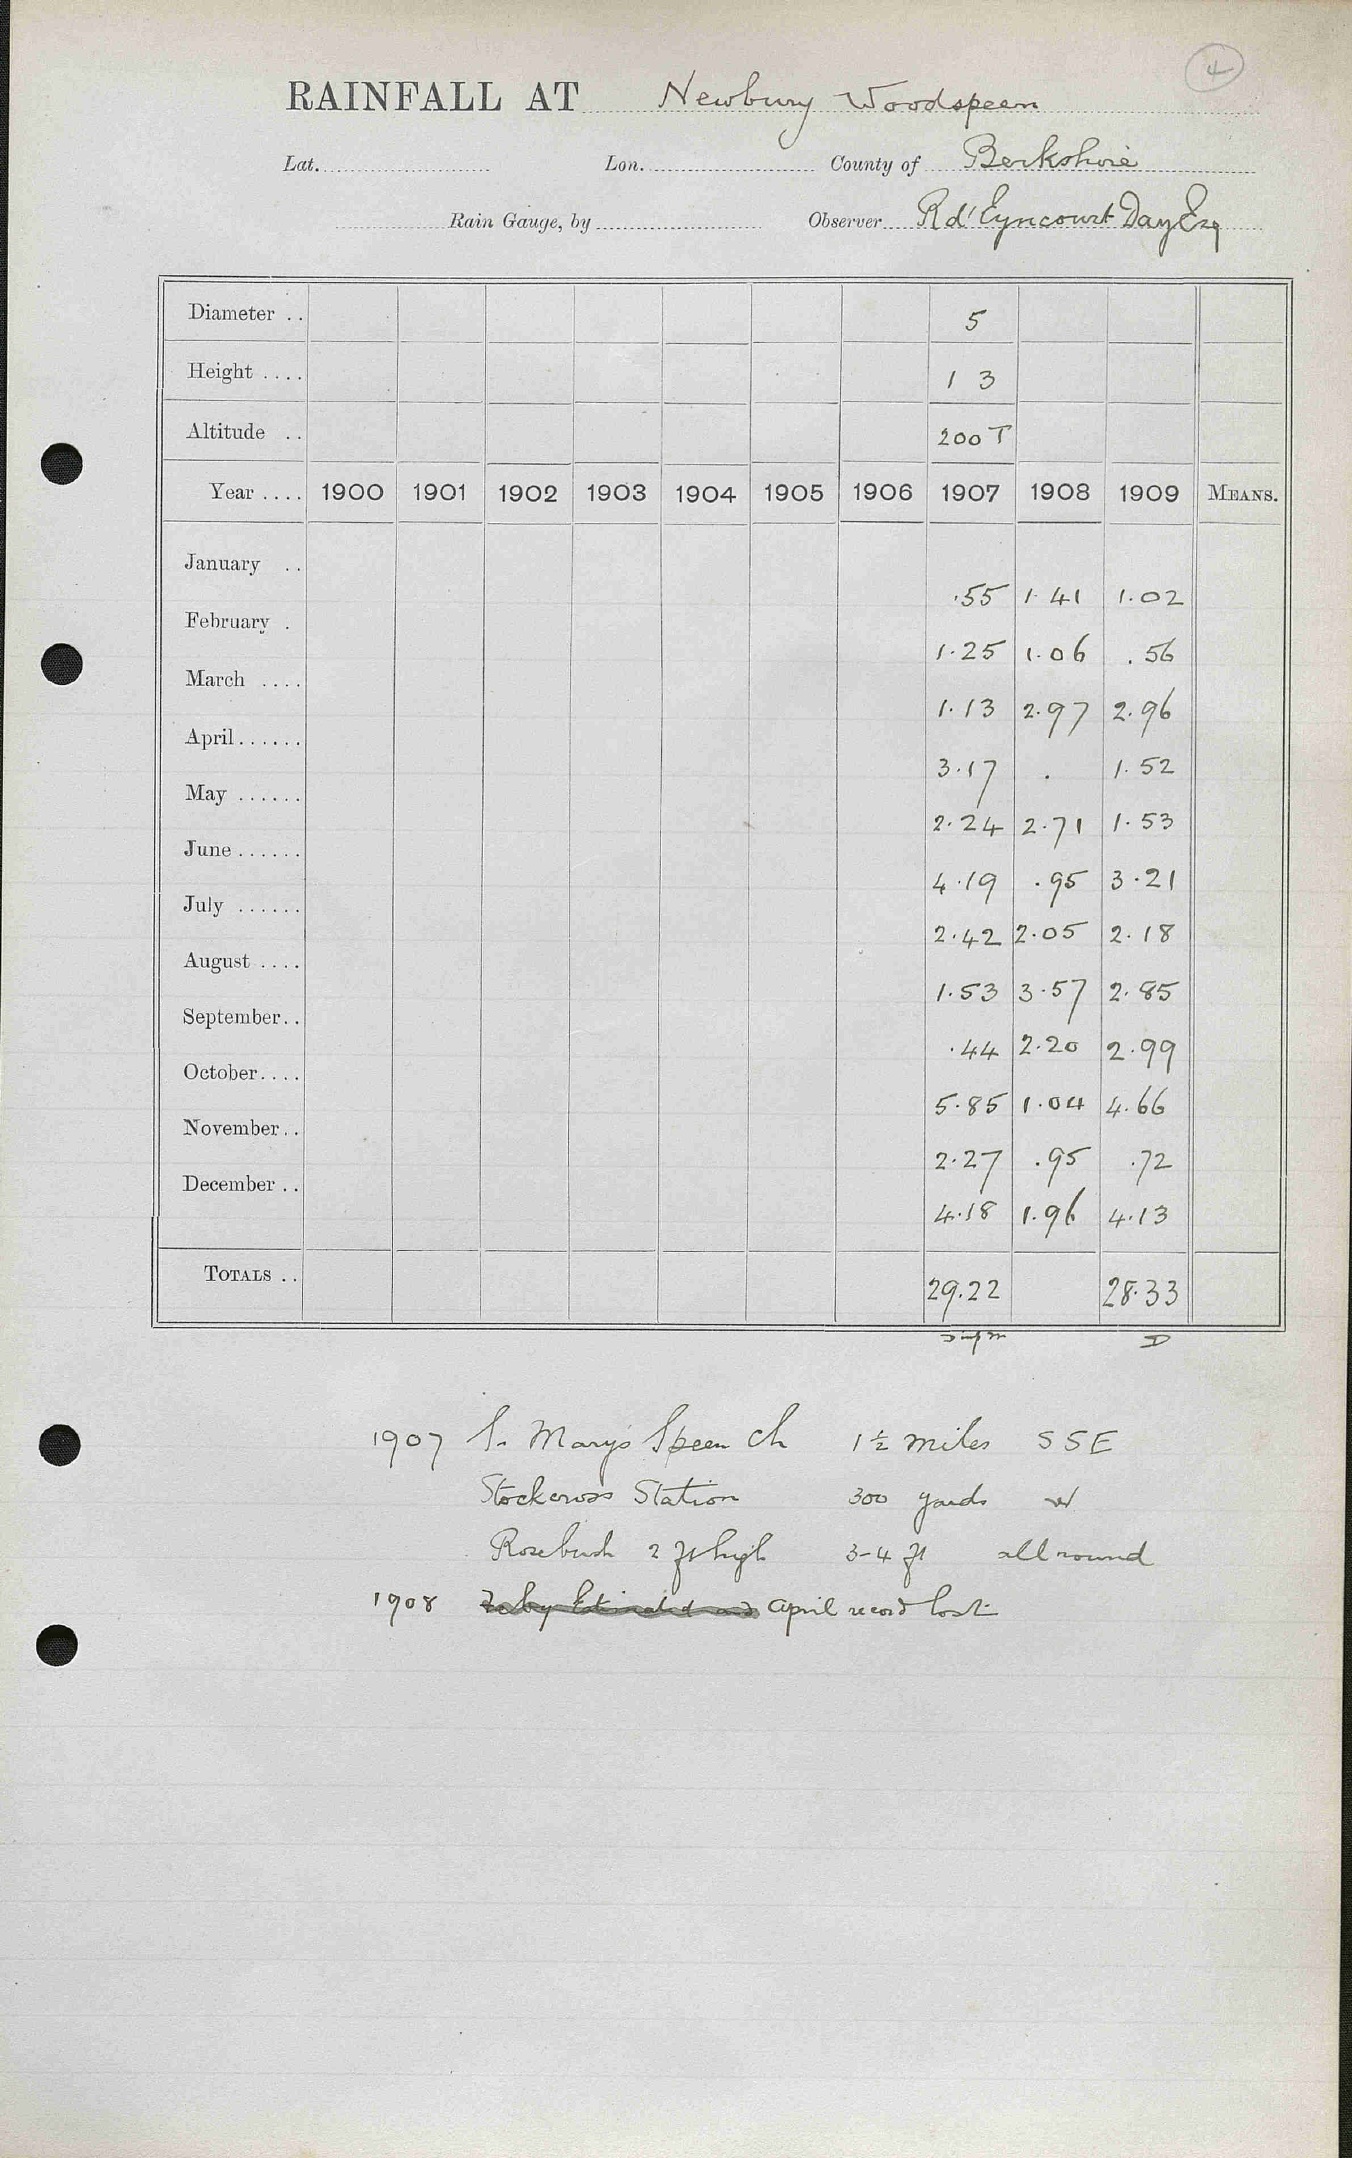 4
RAINFALL AT Newbury Woodspeen
Lat. Lon. County of Berkshire
Rain Gauge, by Observer R d'Eyncourt Day Esq
Diameter .. 5
Height .... 1 3
Altitude .. 200 T
Year .... 1900 1901 1902 1903 1904 1905 1906 1907 1908 1909 MEANS.
January .. .55 1.41 1.02
February . 1.25 1.06 .56
March .... 1.13 2.97 2.96
April...... 3.17 . 1.52
May ...... 2.24 2.71 1.53
June ...... 4.19 .95 3.21
July ...... 2.42 2.05 2.18
August .... 1.53 3.57 2.85
September.. .44 2.20 2.99
October.... 5.85 1.04 4.66
November.. 2.27 .95 .72
December .. 4.18 1.96 4.13
TOTALS .. 29.22 28.33
D
1907 S. Marys Speen Ch 1½ miles SSE
Stockcross Station 300 yards W
Rosebush 2 ft high 3-4 ft all round
1908 April record lost